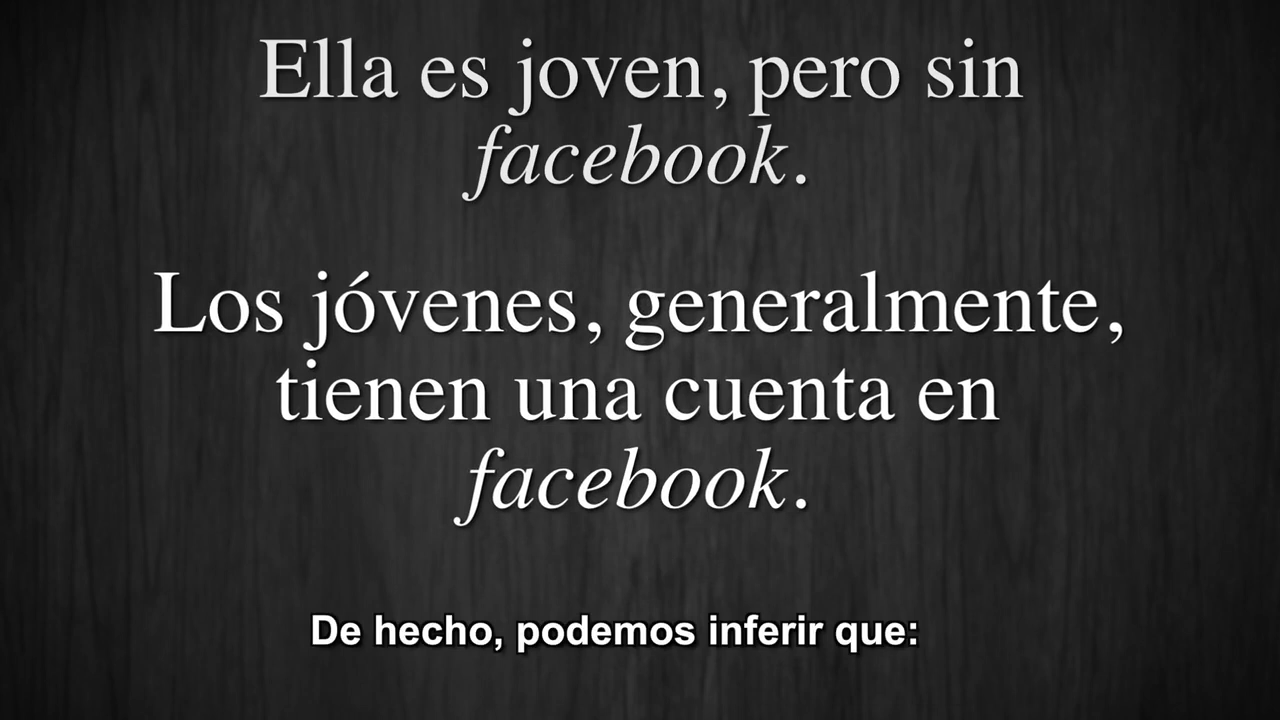 Ella es joven, pero sin
facebook.
Los jóvenes, generalmente,
tienen una cuenta en
facebook.
De hecho, podemos inferir que: